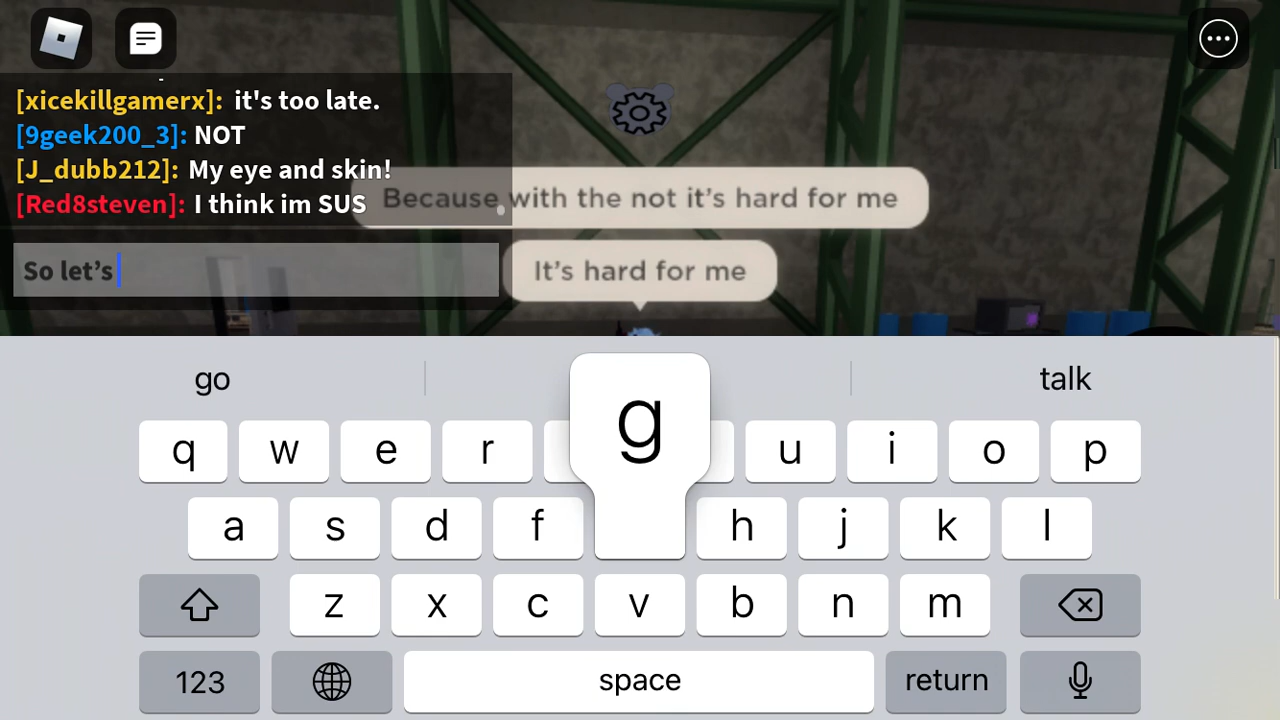 [xicekillgamerx]: it's too late.
[9geek200_3]: NOT
[J_dubb212]: My eye and skin!
[Red8steven]: I think im SUS
Because with the not it’s hard for me
So let’s
It’s hard for me
go
talk
g
q w e r u i o p
a s d f h j k l
z x c v b n m
123 space return